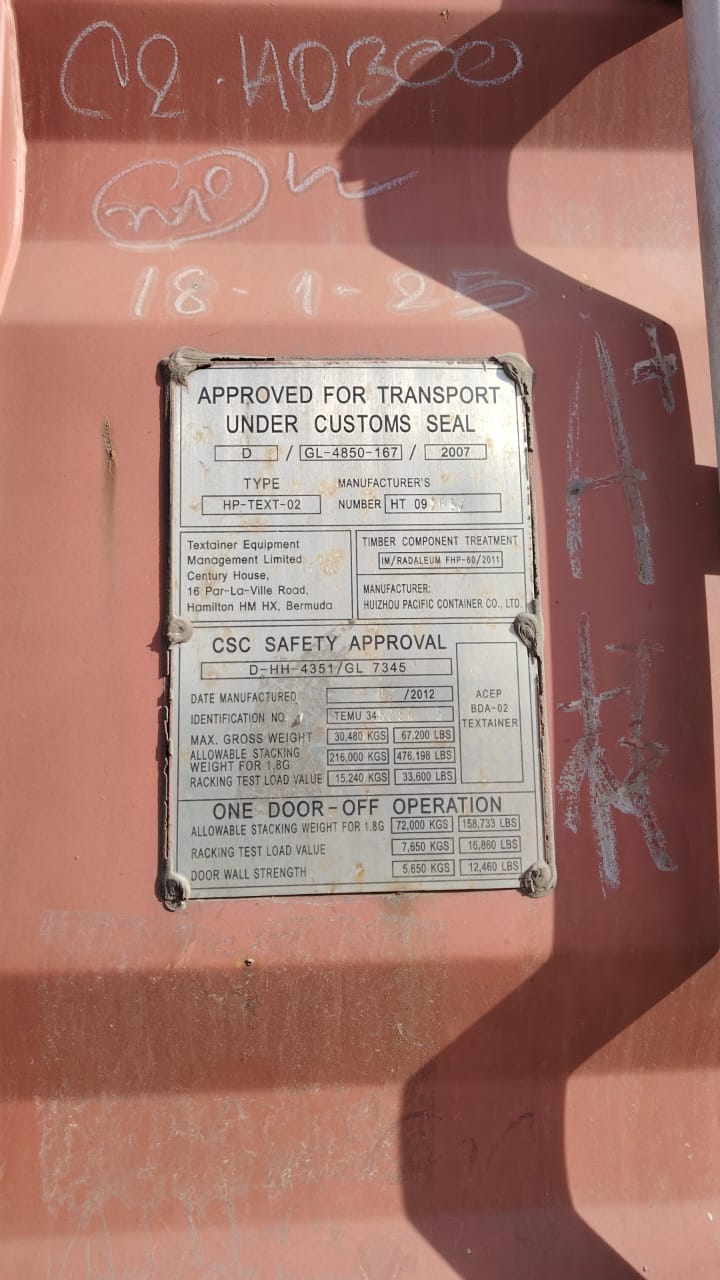 18-1-25
A+
APPROVED FOR TRANSPORT
UNDER CUSTOMS SEAL
D / GL-4850-167 / 2007
TYPE
HP-TEXT-02
MANUFACTURER'S
NUMBER HT 09
Textainer Equipment
Management Limited
Century House,
16 Par-La-Ville Road,
Hamilton HM HX, Bermuda
TIMBER COMPONENT TREATMENT
IM/RADALEUM FHP-60/2011
MANUFACTURER:
HUIZHOU PACIFIC CONTAINER CO., LTD.
CSC SAFETY APPROVAL
D-HH-4351/GL 7345
DATE MANUFACTURED /2012
IDENTIFICATION NO. TEMU 34
MAX. GROSS WEIGHT 30,480 KGS 67,200 LBS
ALLOWABLE STACKING
WEIGHT FOR 1.8G 216,000 KGS 476,198 LBS
RACKING TEST LOAD VALUE 15,240 KGS 33,600 LBS
ACEP
BDA-02
TEXTAINER
ONE DOOR-OFF OPERATION
ALLOWABLE STACKING WEIGHT FOR 1.8G 72,000 KGS 158,733 LBS
RACKING TEST LOAD VALUE 7,650 KGS 16,860 LBS
DOOR WALL STRENGTH 5,650 KGS 12,460 LBS